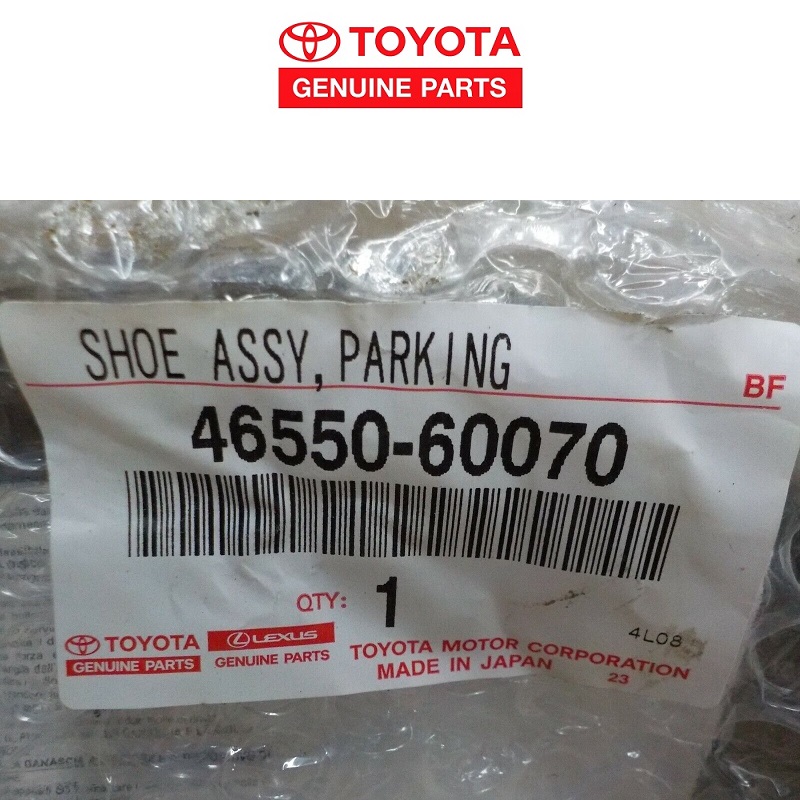 TOYOTA
GENUINE PARTS
SHOE ASSY, PARKING
BF
46550-60070
QTY: 1
4L08
TOYOTA
GENUINE PARTS
LEXUS
GENUINE PARTS
TOYOTA MOTOR CORPORATION
MADE IN JAPAN 23